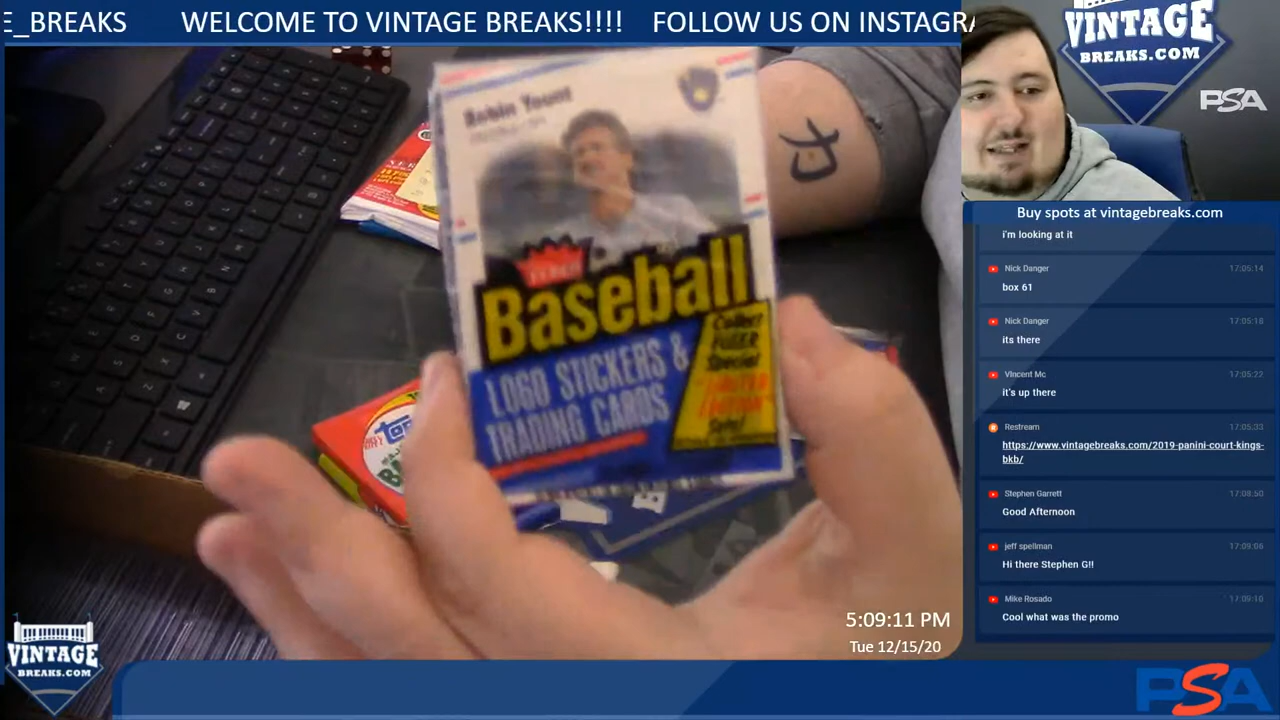 E_BREAKS WELCOME TO VINTAGE BREAKS!!!! FOLLOW US ON INSTAGRA
VINTAGE
BREAKS.COM
PSA
Buy spots at vintagebreaks.com
i'm looking at it
Nick Danger 17:05:14
box 61
Nick Danger 17:05:18
its there
VIncent Mc 17:05:22
it's up there
Restream 17:05:33
https://www.vintagebreaks.com/2019-panini-court-kings-
bkb/
Stephen Garrett 17:08:50
Good Afternoon
jeff spellman 17:09:06
Hi there Stephen G!!
Mike Rosado 17:09:10
Cool what was the promo
Robin Yount
FLEER
Baseball
LOGO STICKERS &
TRADING CARDS
Collect
FLEER
Special
LIMITED
EDITION
Sets!
topps
力
5:09:11 PM
Tue 12/15/20
VINTAGE
BREAKS.COM
PSA